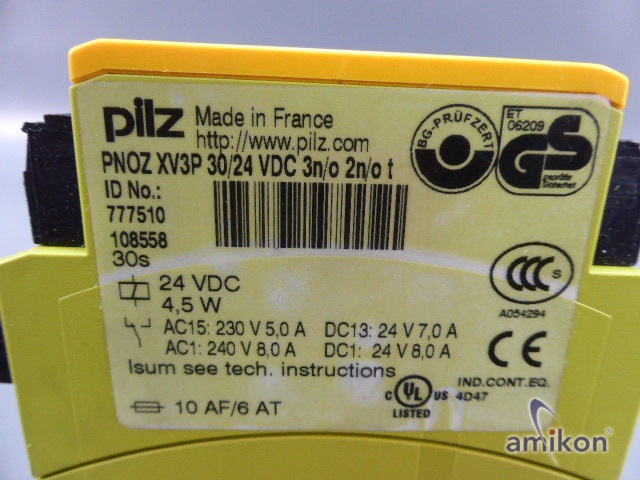 pilz Made in France
http://www.pilz.com
PNOZ XV3P 30/24 VDC 3n/o 2n/o t
ID No.:
777510
108558
30s
24 VDC
4,5 W
AC15: 230 V 5,0 A DC13: 24 V 7,0 A
AC1: 240 V 8,0 A DC1: 24 V 8,0 A
Isum see tech. instructions
10 AF/6 AT
BG-PRÜFZERT
ET
06209
GS
geprüfte
Sicherheit
CCC S
A054294
CE
C UL US
LISTED
IND.CONT.EQ.
4D47
amikon